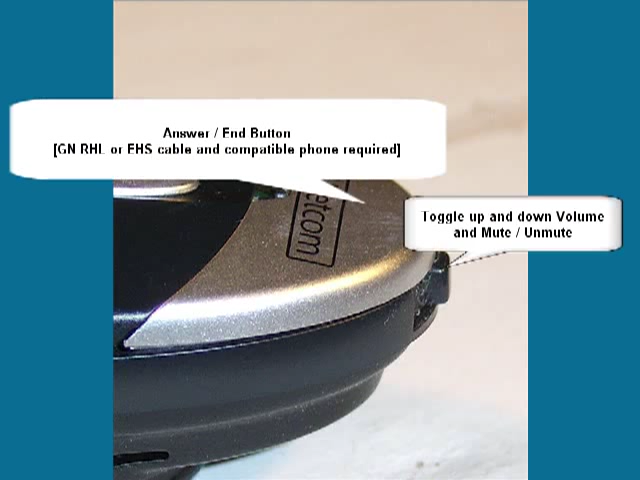 Answer / End Button
[GN RHL or EHS cable and compatible phone required]
etcom
Toggle up and down Volume
and Mute / Unmute